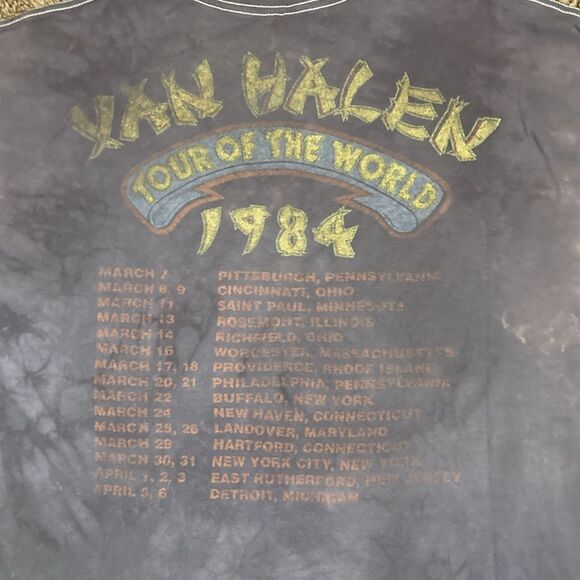 VAN HALEN
TOUR OF THE WORLD
1984
MARCH 7 PITTSBURGH, PENNSYLVANIA
MARCH 8, 9 CINCINNATI, OHIO
MARCH 11 SAINT PAUL, MINNESOTA
MARCH 13 ROSEMONT, ILLINOIS
MARCH 14 RICHFIELD, OHIO
MARCH 16 WORCESTER, MASSACHUSETTS
MARCH 17, 18 PROVIDENCE, RHODE ISLAND
MARCH 20, 21 PHILADELPHIA, PENNSYLVANIA
MARCH 22 BUFFALO, NEW YORK
MARCH 24 NEW HAVEN, CONNECTICUT
MARCH 25, 26 LANDOVER, MARYLAND
MARCH 29 HARTFORD, CONNECTICUT
MARCH 30, 31 NEW YORK CITY, NEW YORK
APRIL 1, 2, 3 EAST RUTHERFORD, NEW JERSEY
APRIL 5, 6 DETROIT, MICHIGAN